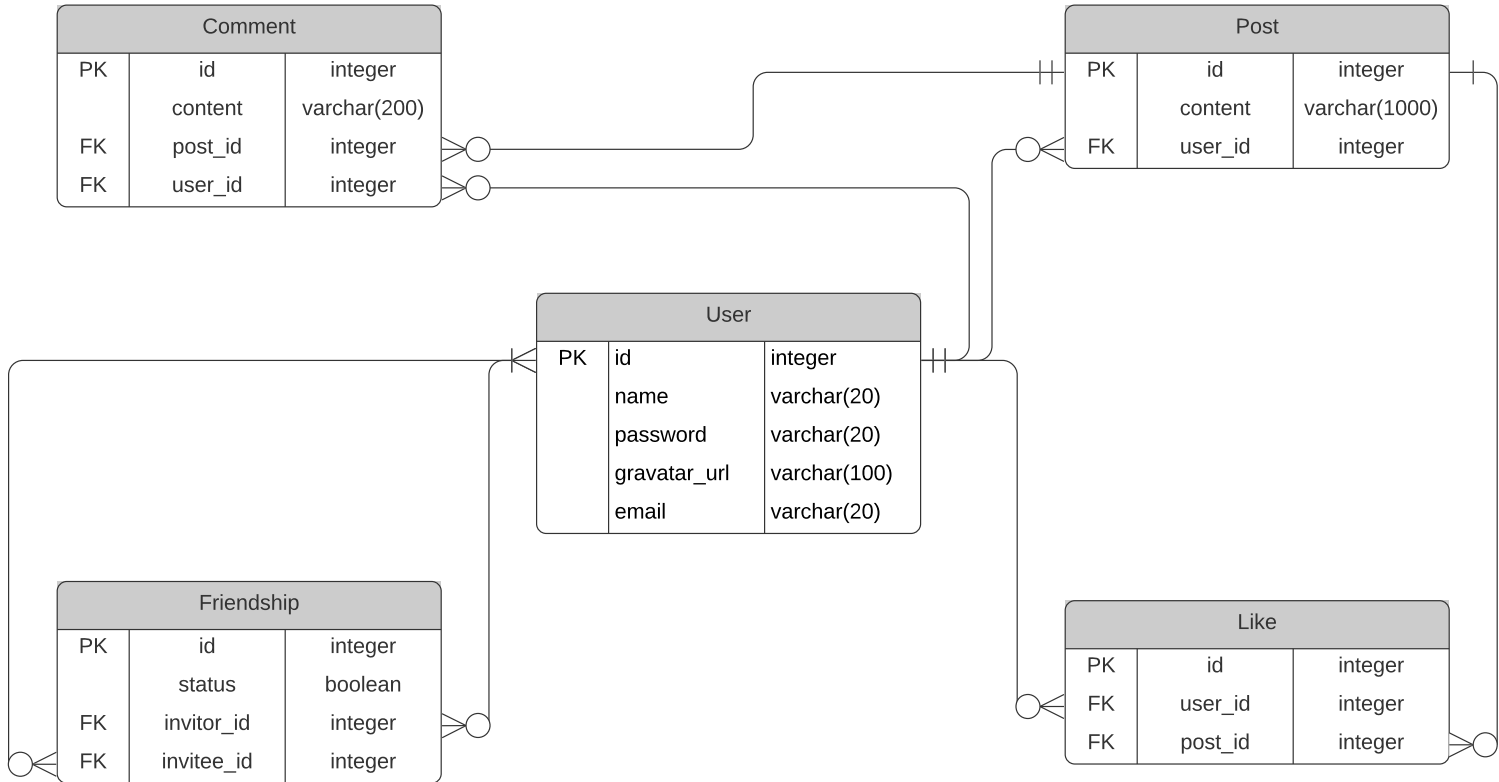 Comment
PK id integer
content varchar(200)
FK post_id integer
FK user_id integer
Post
PK id integer
content varchar(1000)
FK user_id integer
User
PK id integer
name varchar(20)
password varchar(20)
gravatar_url varchar(100)
email varchar(20)
Friendship
PK id integer
status boolean
FK invitor_id integer
FK invitee_id integer
Like
PK id integer
FK user_id integer
FK post_id integer